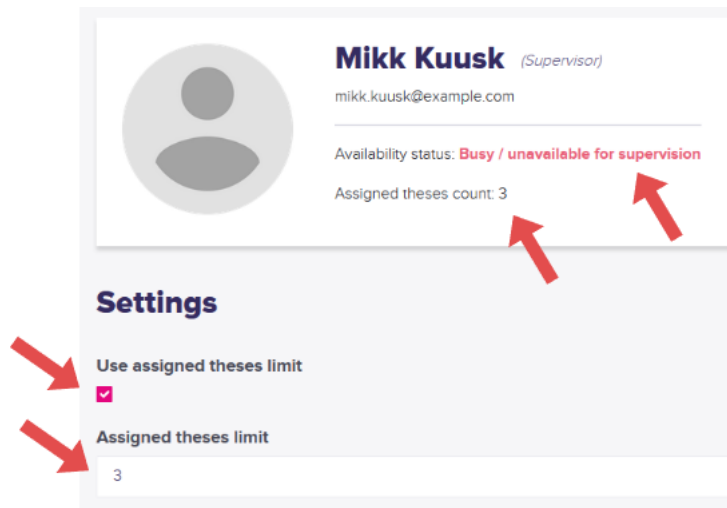 Mikk Kuusk (Supervisor)
mikk.kuusk@example.com
Availability status: Busy / unavailable for supervision
Assigned theses count: 3
Settings
Use assigned theses limit
Assigned theses limit
3